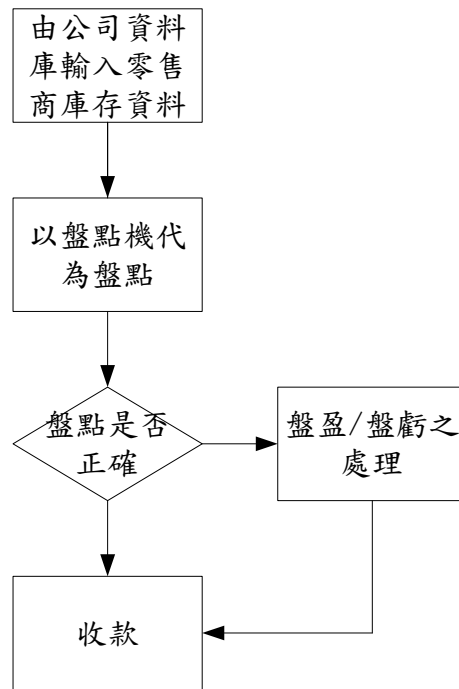 由公司資料
庫輸入零售
商庫存資料
以盤點機代
為盤點
盤點是否
正確
盤盈/盤虧之
處理
收款